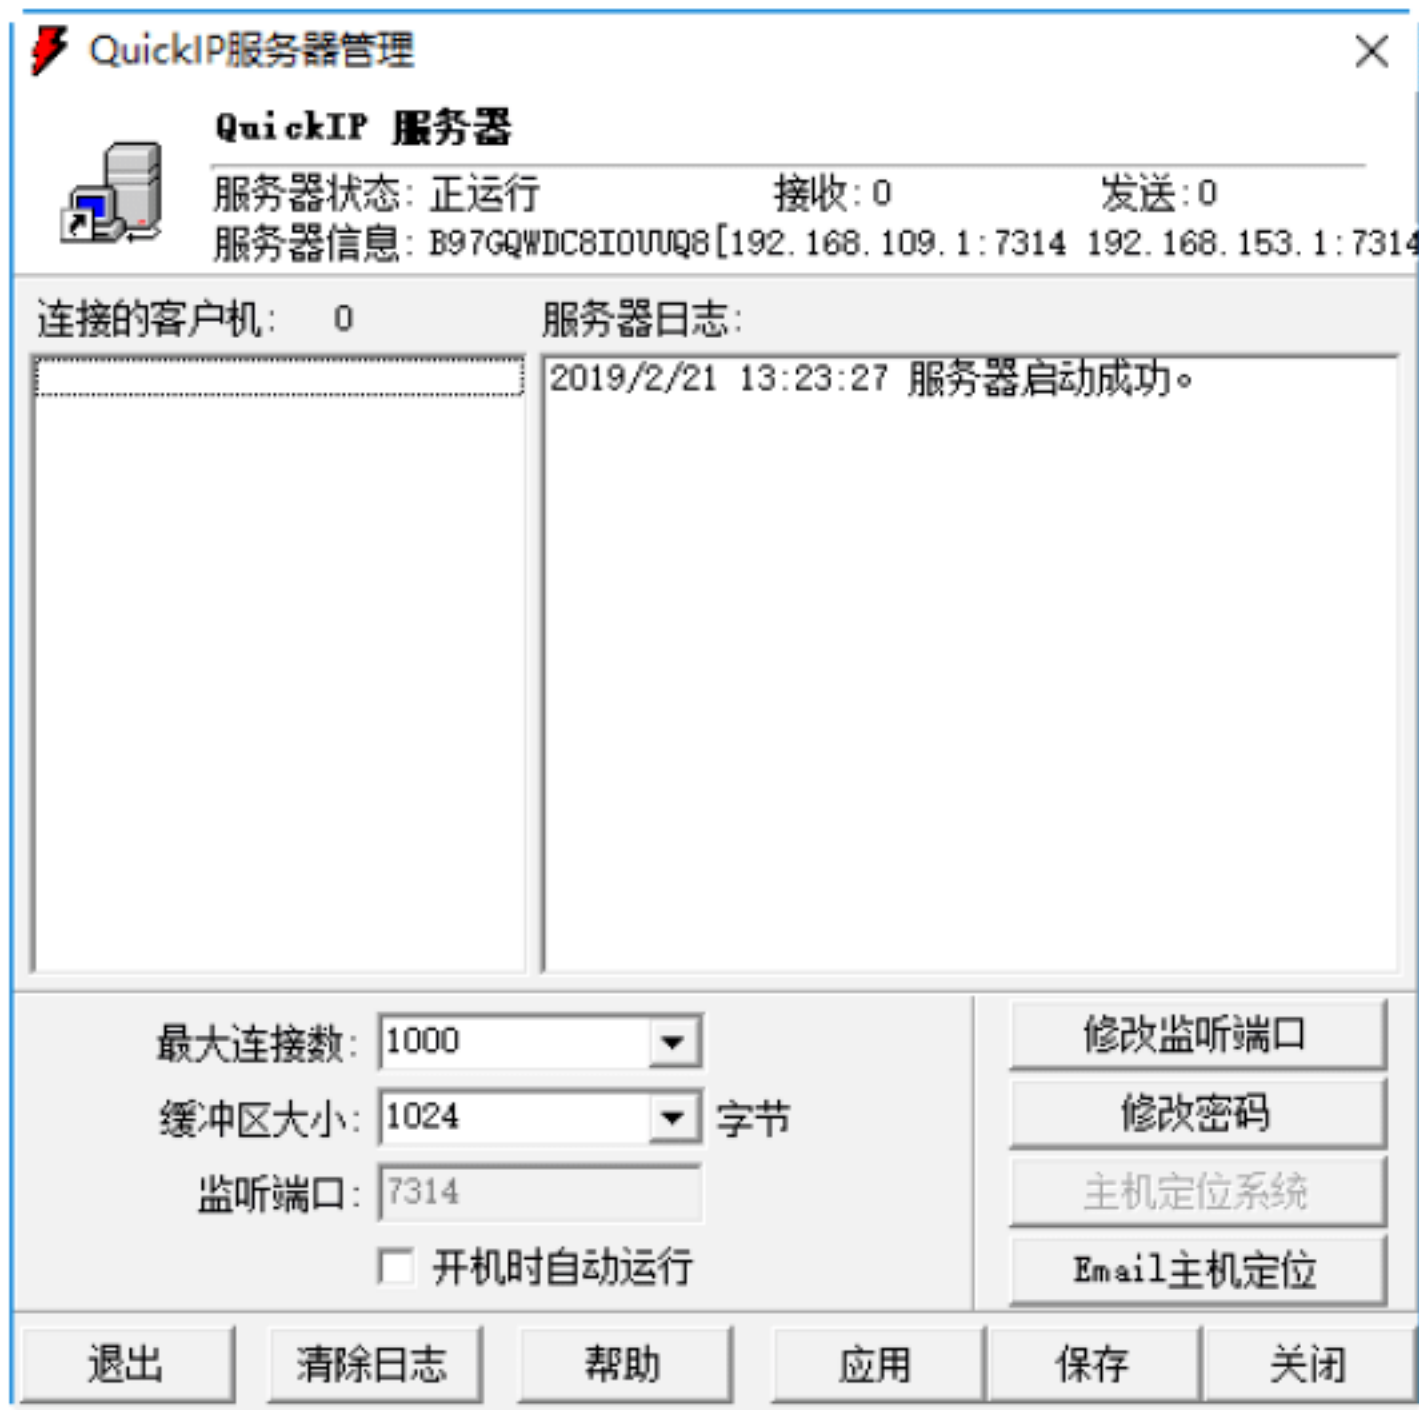 QuickIP服务器管理
QuickIP 服务器
服务器状态: 正运行 接收:0 发送:0
服务器信息: B97GQWDC8IOUUQ8[192.168.109.1:7314 192.168.153.1:7314
连接的客户机: 0
服务器日志:
2019/2/21 13:23:27 服务器启动成功。
最大连接数: 1000
缓冲区大小: 1024 字节
监听端口: 7314
开机时自动运行
修改监听端口
修改密码
主机定位系统
Email主机定位
退出 清除日志 帮助 应用 保存 关闭